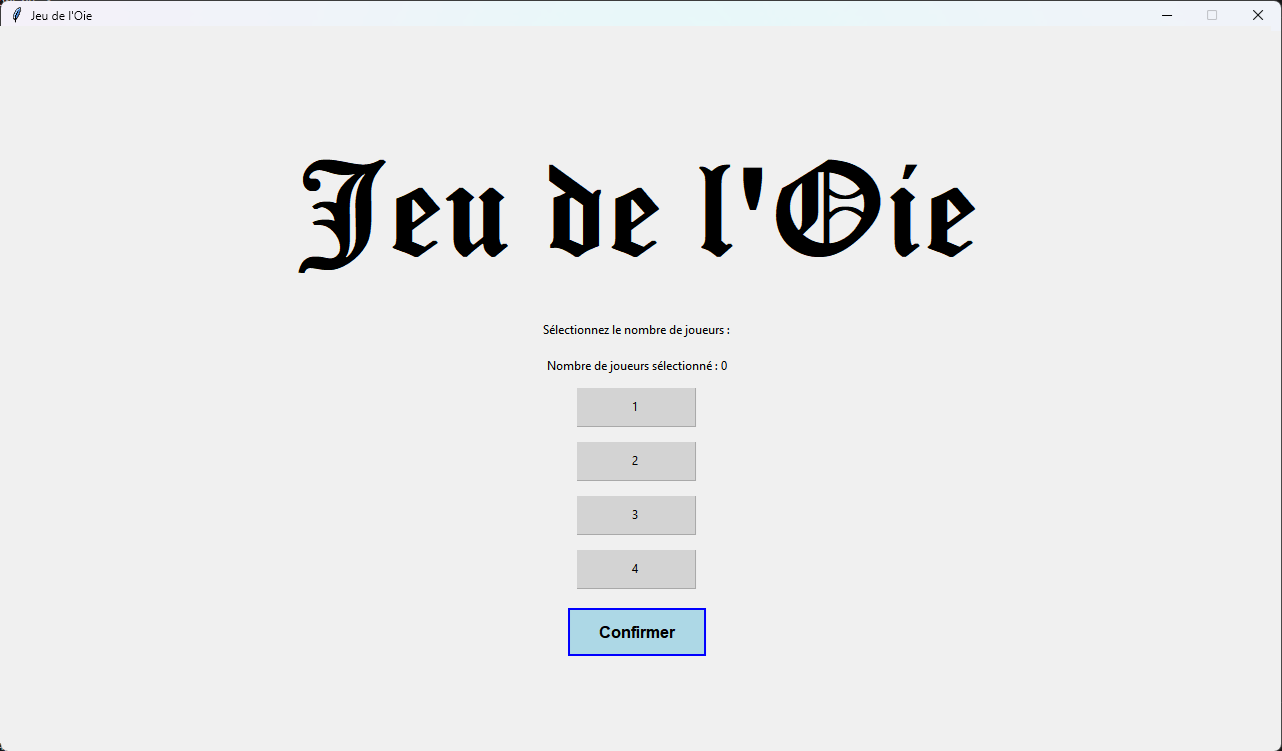 Jeu de l'Oie
Jeu de l'Oie
Sélectionnez le nombre de joueurs :
Nombre de joueurs sélectionné : 0
1
2
3
4
Confirmer